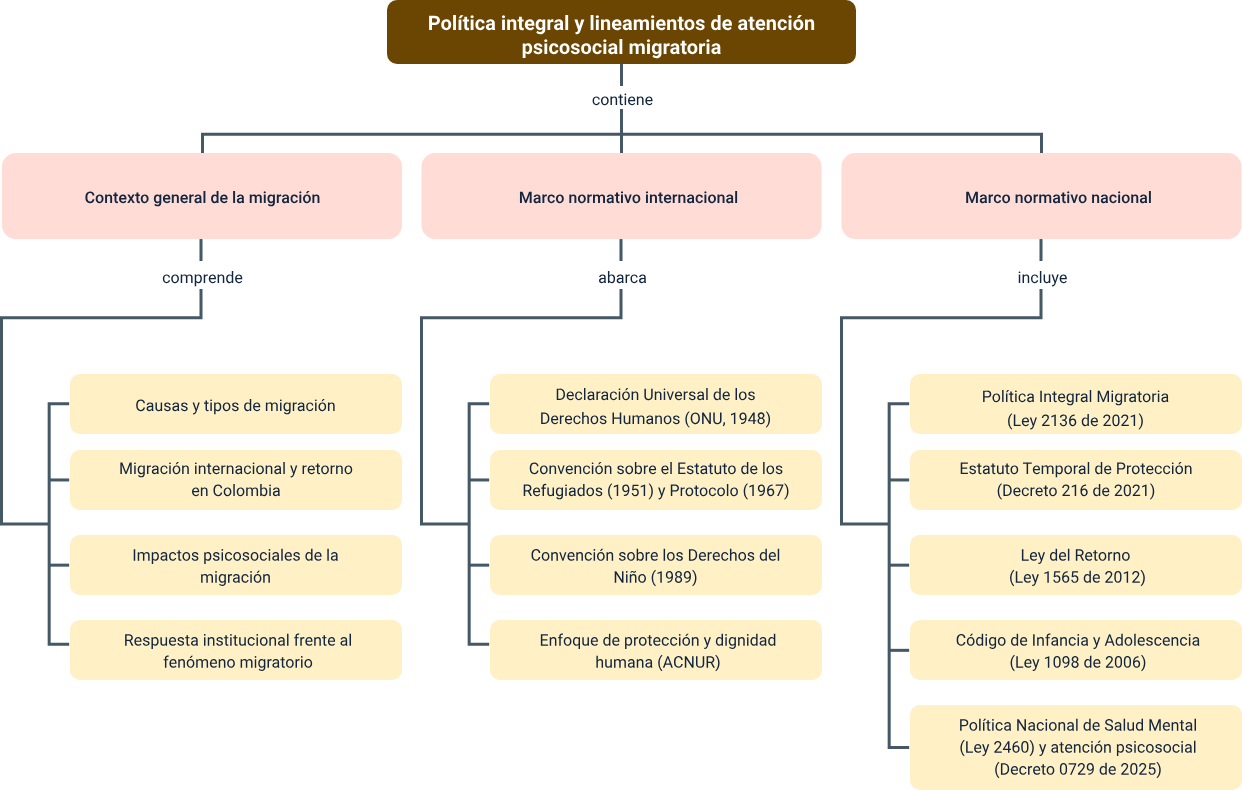 Política integral y lineamientos de atención
psicosocial migratoria
contiene
Contexto general de la migración
Marco normativo internacional
Marco normativo nacional
comprende
abarca
incluye
Causas y tipos de migración
Migración internacional y retorno
en Colombia
Impactos psicosociales de la
migración
Respuesta institucional frente al
fenómeno migratorio
Declaración Universal de los
Derechos Humanos (ONU, 1948)
Convención sobre el Estatuto de los
Refugiados (1951) y Protocolo (1967)
Convención sobre los Derechos del
Niño (1989)
Enfoque de protección y dignidad
humana (ACNUR)
Política Integral Migratoria
(Ley 2136 de 2021)
Estatuto Temporal de Protección
(Decreto 216 de 2021)
Ley del Retorno
(Ley 1565 de 2012)
Código de Infancia y Adolescencia
(Ley 1098 de 2006)
Política Nacional de Salud Mental
(Ley 2460) y atención psicosocial
(Decreto 0729 de 2025)